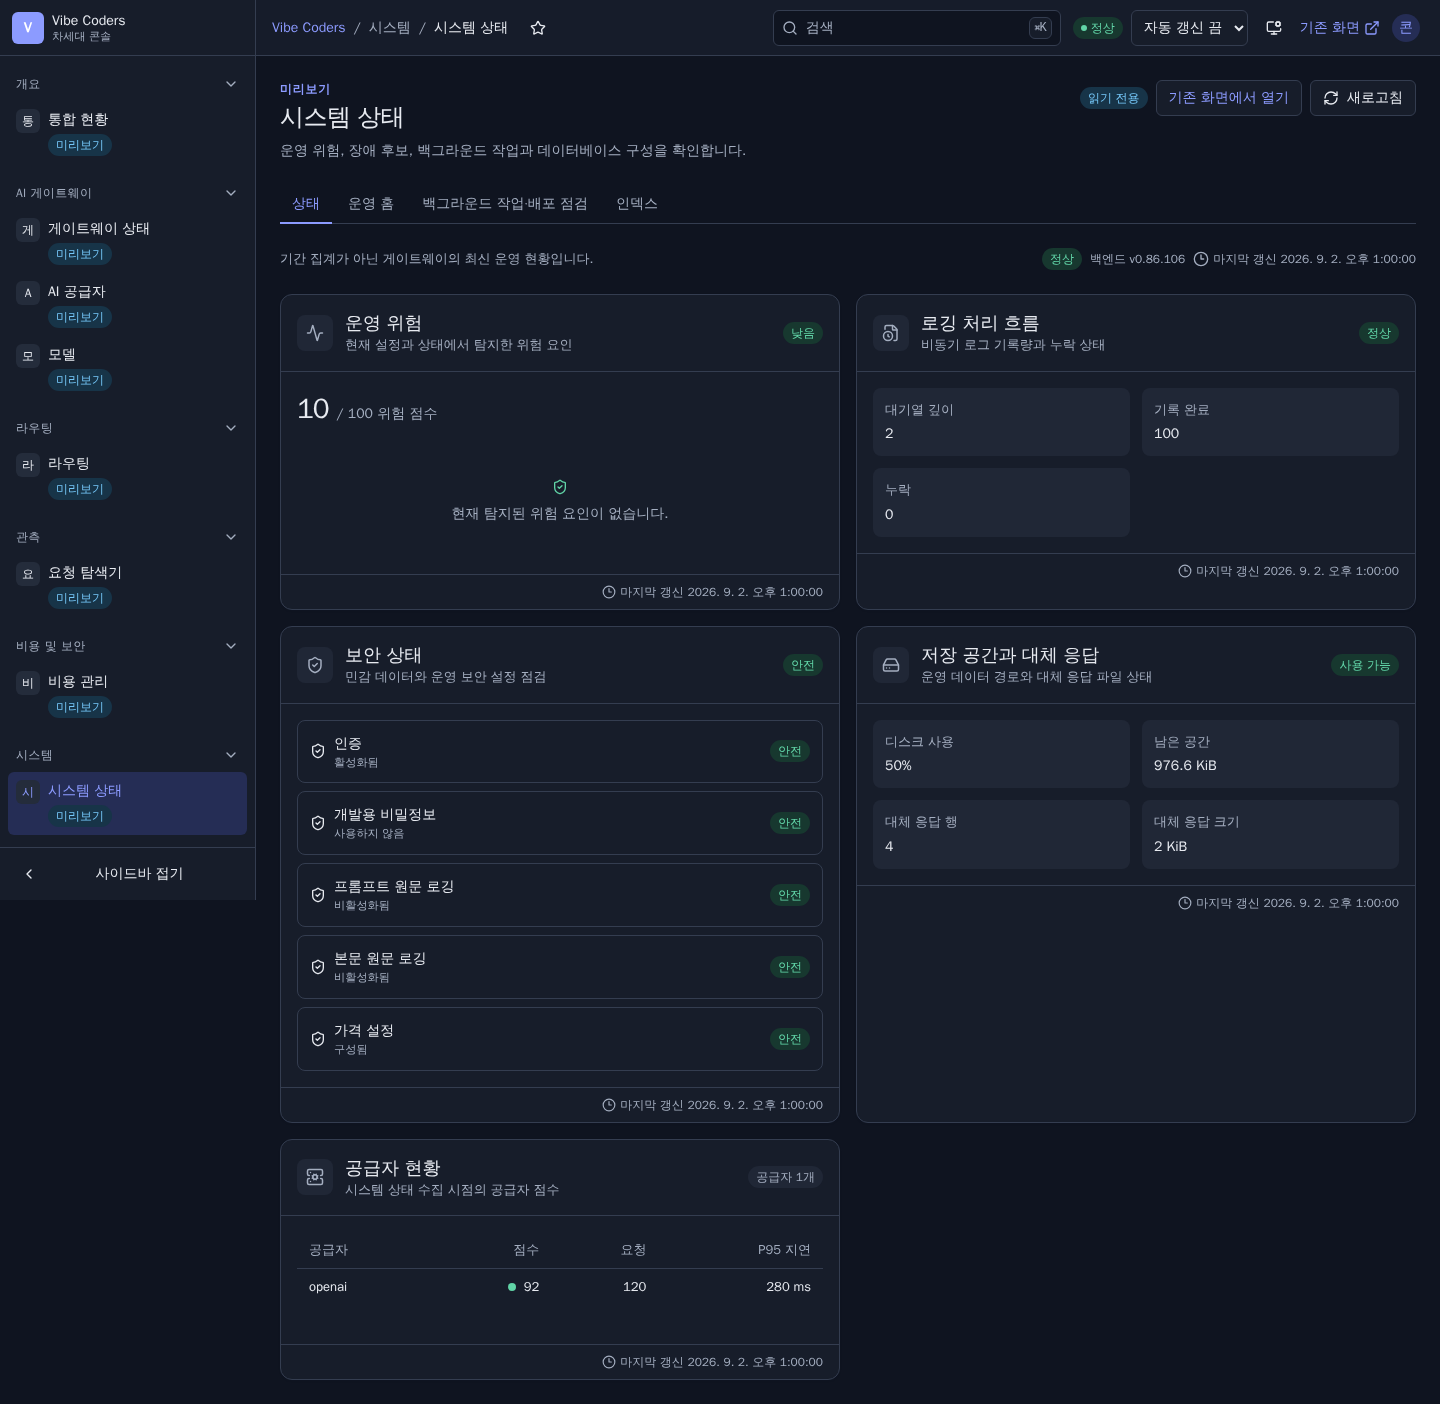 V
Vibe Coders
차세대 콘솔
개요
통 통합 현황
미리보기
AI 게이트웨이
게 게이트웨이 상태
미리보기
A AI 공급자
미리보기
모 모델
미리보기
라우팅
라 라우팅
미리보기
관측
요 요청 탐색기
미리보기
비용 및 보안
비 비용 관리
미리보기
시스템
시 시스템 상태
미리보기
사이드바 접기
Vibe Coders / 시스템 / 시스템 상태
검색 ⌘K
정상
자동 갱신 끔
기존 화면
콘
미리보기
시스템 상태
운영 위험, 장애 후보, 백그라운드 작업과 데이터베이스 구성을 확인합니다.
읽기 전용
기존 화면에서 열기
새로고침
상태 운영 홈 백그라운드 작업·배포 점검 인덱스
기간 집계가 아닌 게이트웨이의 최신 운영 현황입니다.
정상 백엔드 v0.86.106 마지막 갱신 2026. 9. 2. 오후 1:00:00
운영 위험
현재 설정과 상태에서 탐지한 위험 요인
낮음
10 / 100 위험 점수
현재 탐지된 위험 요인이 없습니다.
마지막 갱신 2026. 9. 2. 오후 1:00:00
로깅 처리 흐름
비동기 로그 기록량과 누락 상태
정상
대기열 깊이
2
기록 완료
100
누락
0
마지막 갱신 2026. 9. 2. 오후 1:00:00
보안 상태
민감 데이터와 운영 보안 설정 점검
안전
인증
활성화됨
안전
개발용 비밀정보
사용하지 않음
안전
프롬프트 원문 로깅
비활성화됨
안전
본문 원문 로깅
비활성화됨
안전
가격 설정
구성됨
안전
마지막 갱신 2026. 9. 2. 오후 1:00:00
저장 공간과 대체 응답
운영 데이터 경로와 대체 응답 파일 상태
사용 가능
디스크 사용
50%
남은 공간
976.6 KiB
대체 응답 행
4
대체 응답 크기
2 KiB
마지막 갱신 2026. 9. 2. 오후 1:00:00
공급자 현황
시스템 상태 수집 시점의 공급자 점수
공급자 1개
공급자 점수 요청 P95 지연
openai 92 120 280 ms
마지막 갱신 2026. 9. 2. 오후 1:00:00